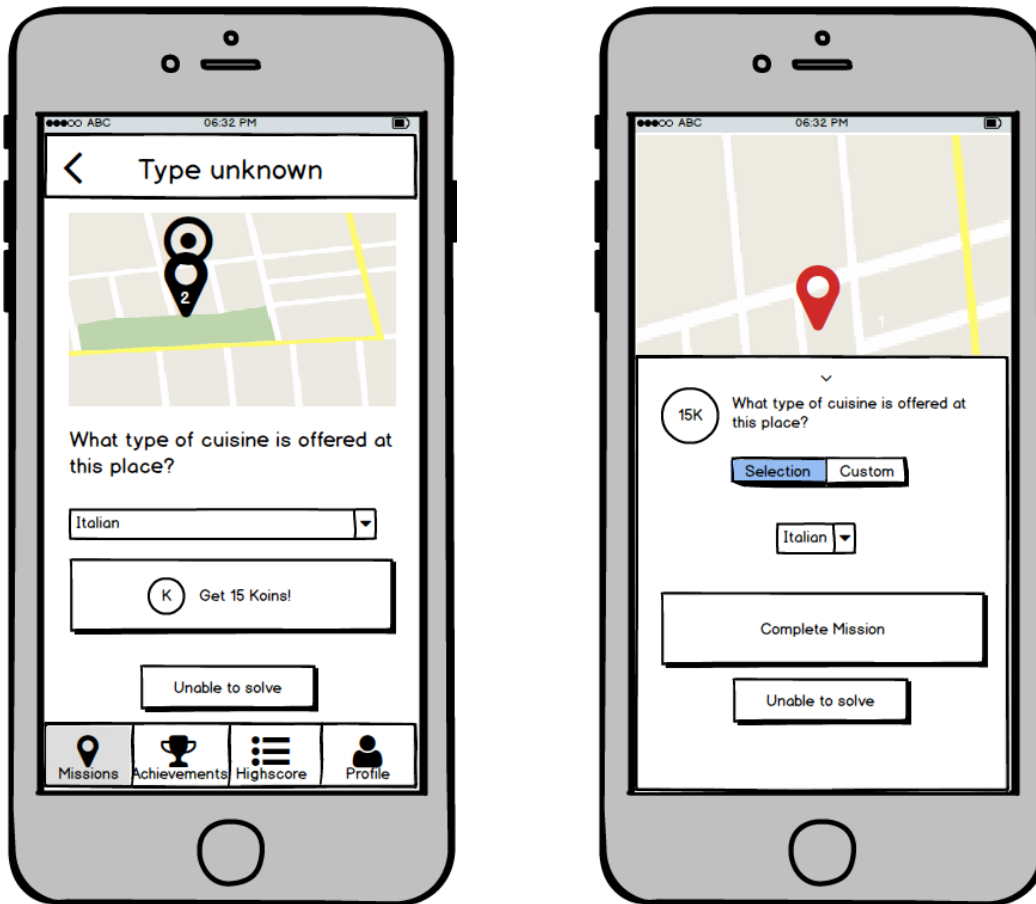 ABC 06:32 PM
Type unknown
2
What type of cuisine is offered at
this place?
Italian
K Get 15 Koins!
Unable to solve
Missions Achievements Highscore Profile
ABC 06:32 PM
1
15K
What type of cuisine is offered at
this place?
Selection Custom
Italian
Complete Mission
Unable to solve